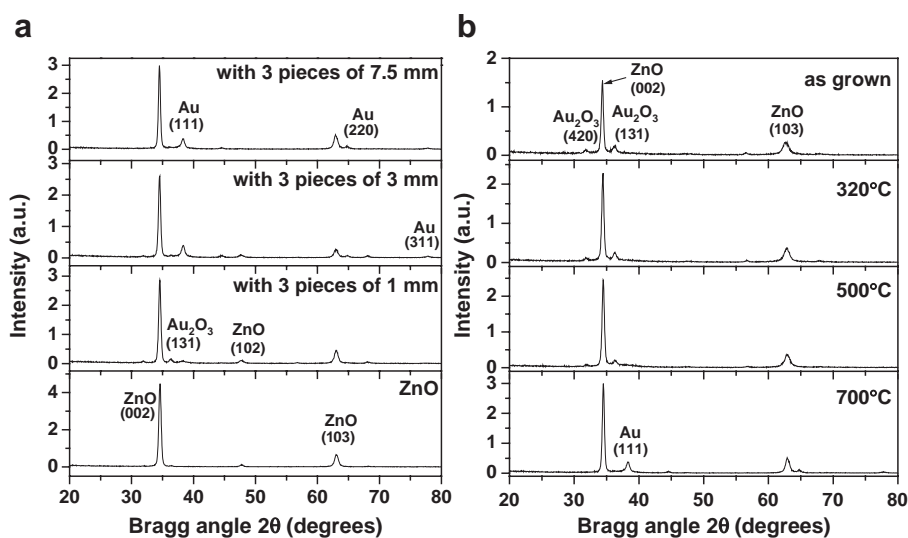 a
3
2
1
0
with 3 pieces of 7.5 mm
Au
(111)
Au
(220)
3
2
1
0
with 3 pieces of 3 mm
Au
(311)
3
2
1
0
with 3 pieces of 1 mm
Au₂O₃
(131)
ZnO
(102)
4
2
0
ZnO
ZnO
(002)
ZnO
(103)
20 30 40 50 60 70 80
Bragg angle 2θ (degrees)
Intensity (a.u.)
b
2
1
0
as grown
ZnO
(002)
Au₂O₃
(420)
Au₂O₃
(131)
ZnO
(103)
2
1
0
320°C
2
1
0
500°C
3
2
1
0
700°C
Au
(111)
20 30 40 50 60 70 80
Bragg angle 2θ (degrees)
Intensity (a.u.)